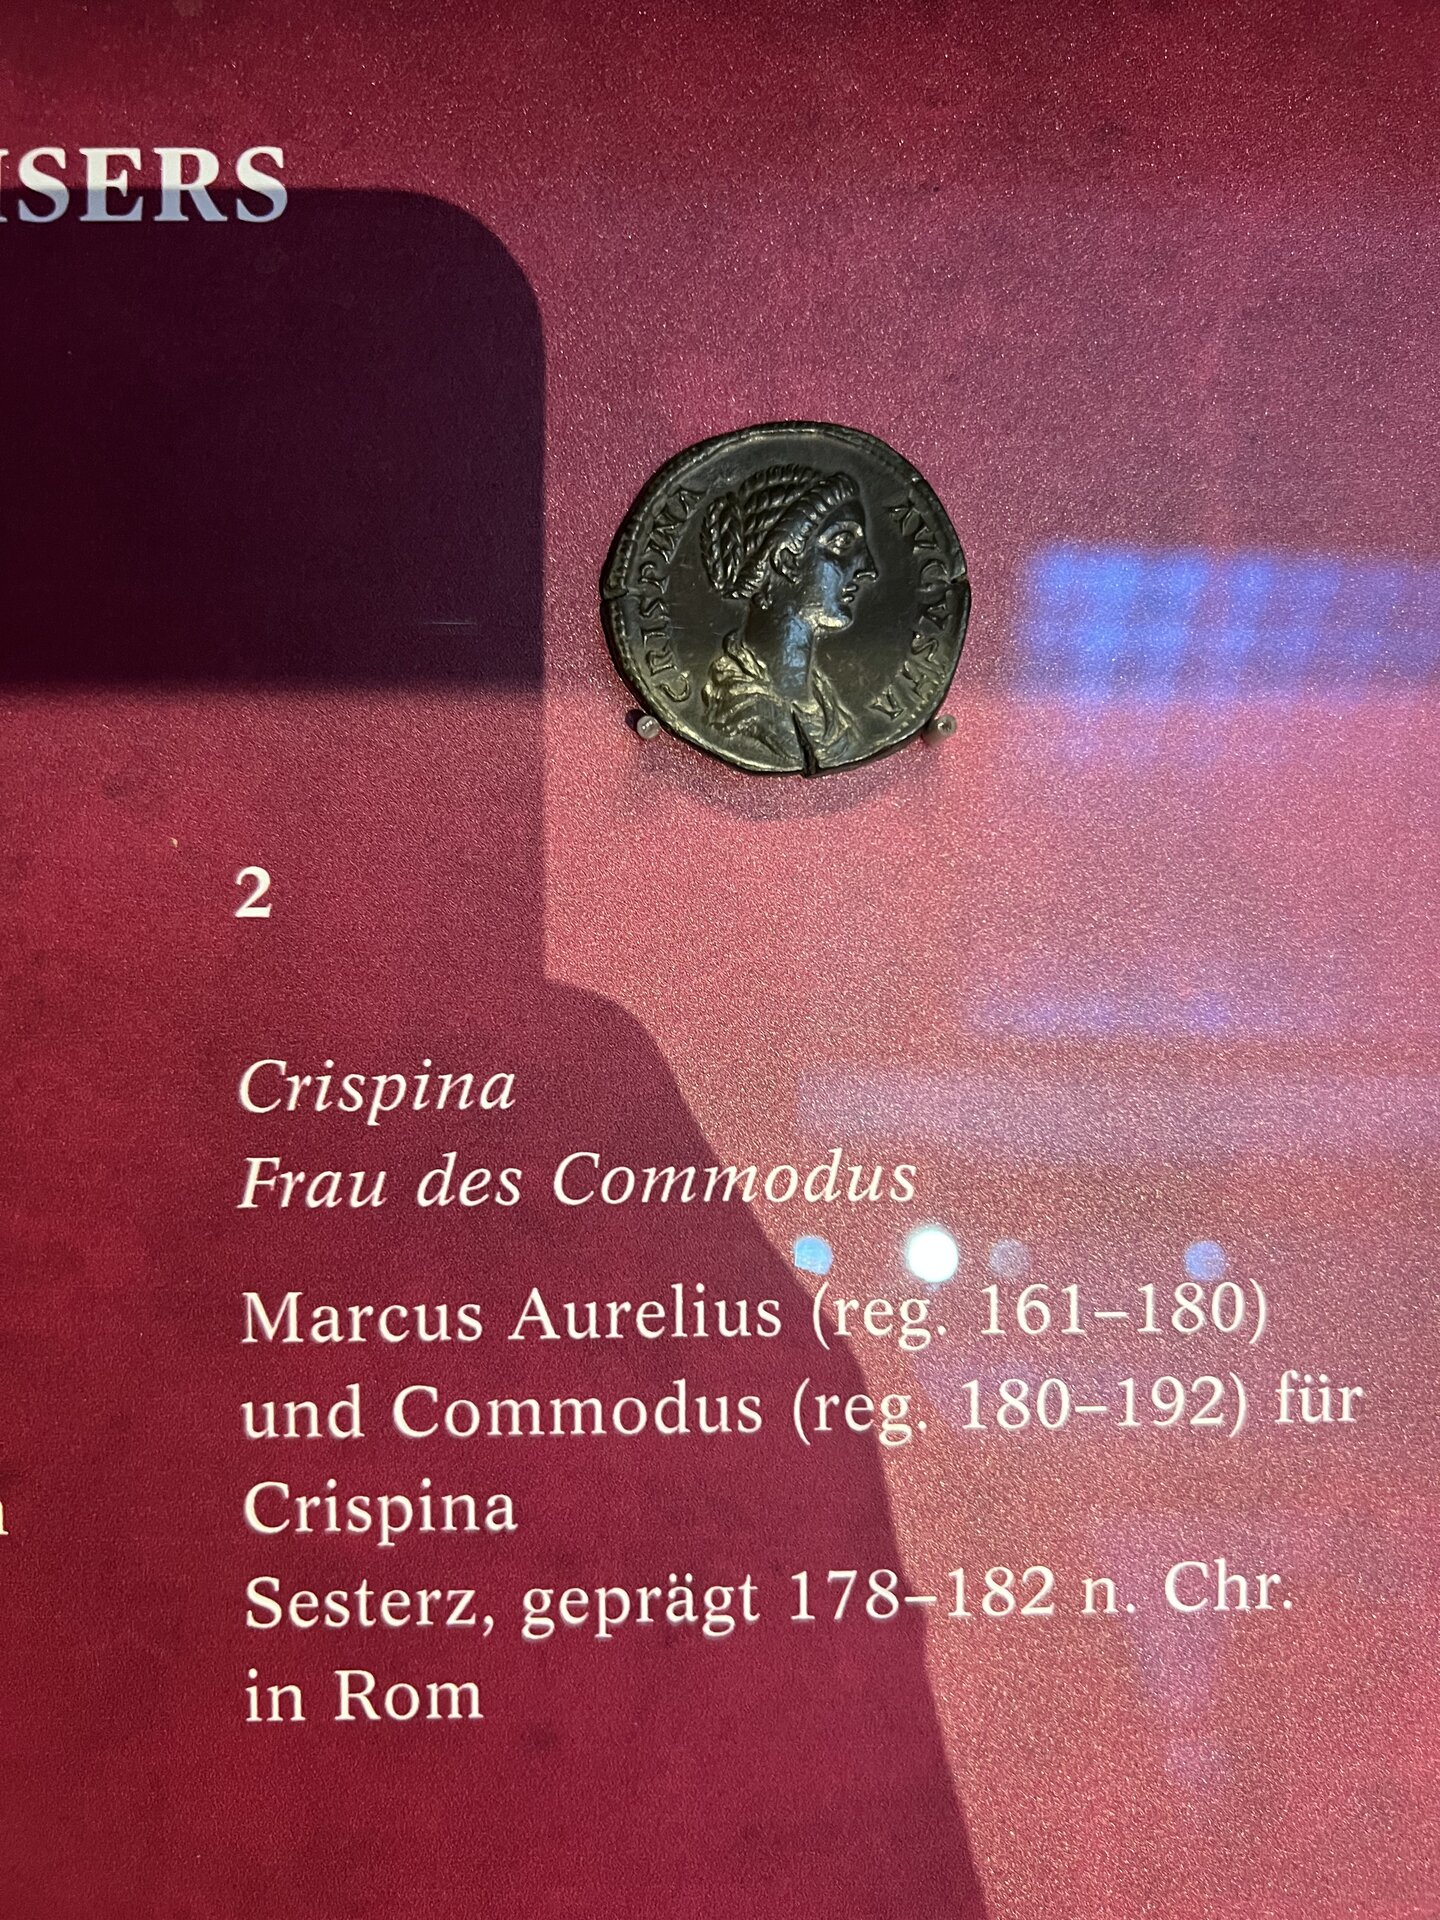 ISERS
CRISPINA AVGVSTA
2
Crispina
Frau des Commodus
Marcus Aurelius (reg. 161–180)
und Commodus (reg. 180–192) für
Crispina
Sesterz, geprägt 178–182 n. Chr.
in Rom